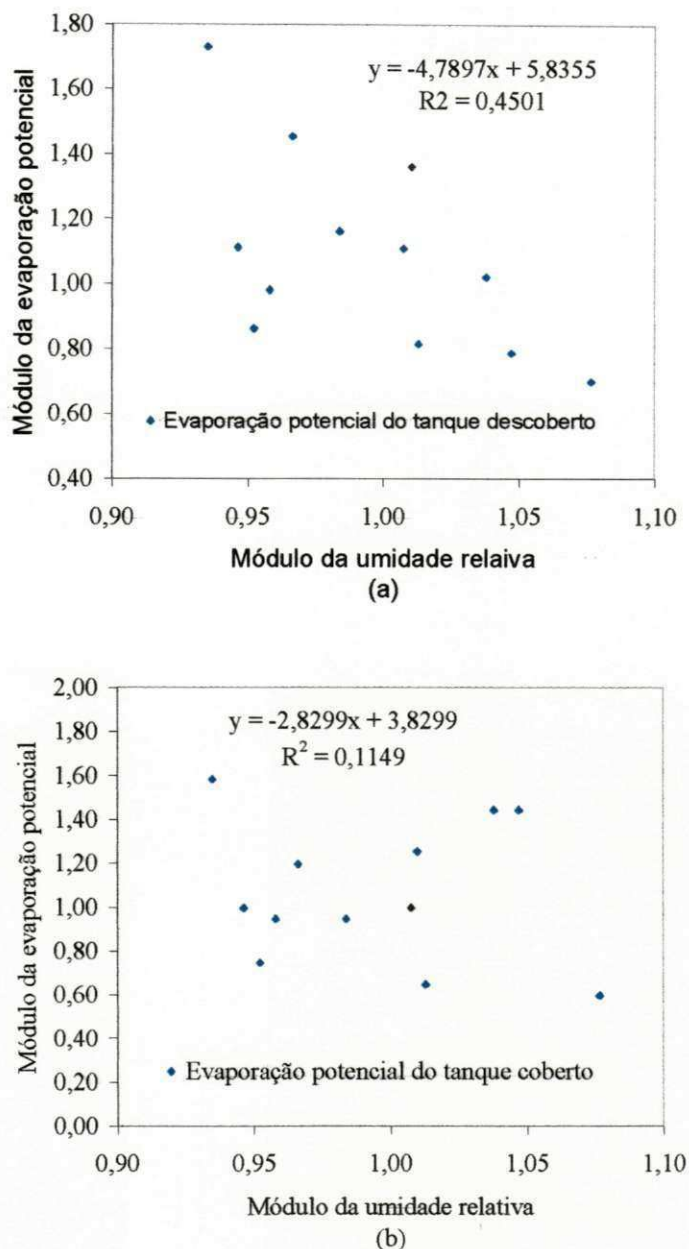 1,80
1,60
1,40
1,20
1,00
0,80
0,60
0,40
Módulo da evaporação potencial
y = -4,7897x + 5,8355
R2 = 0,4501
Evaporação potencial do tanque descoberto
0,90 0,95 1,00 1,05 1,10
Módulo da umidade relaiva
(a)
2,00
1,80
1,60
1,40
1,20
1,00
0,80
0,60
0,40
0,20
0,00
Módulo da evaporação potencial
y = -2,8299x + 3,8299
R² = 0,1149
Evaporação potencial do tanque coberto
0,90 0,95 1,00 1,05 1,10
Módulo da umidade relativa
(b)